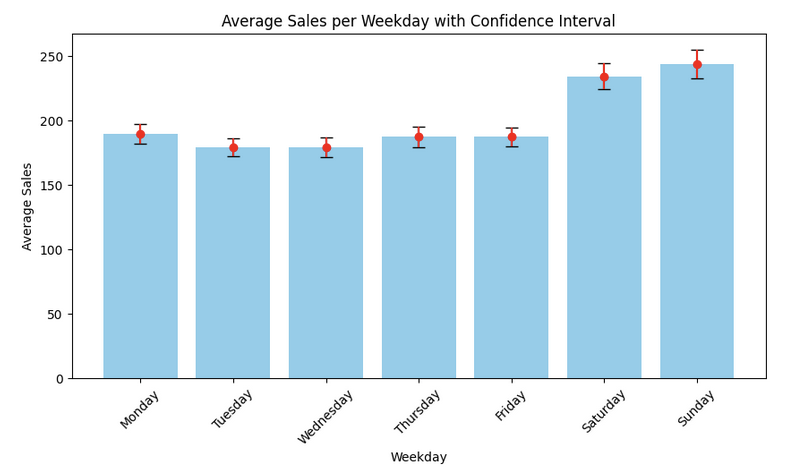 Average Sales per Weekday with Confidence Interval
250
200
150
100
50
0
Average Sales
Monday
Tuesday
Wednesday
Thursday
Friday
Saturday
Sunday
Weekday